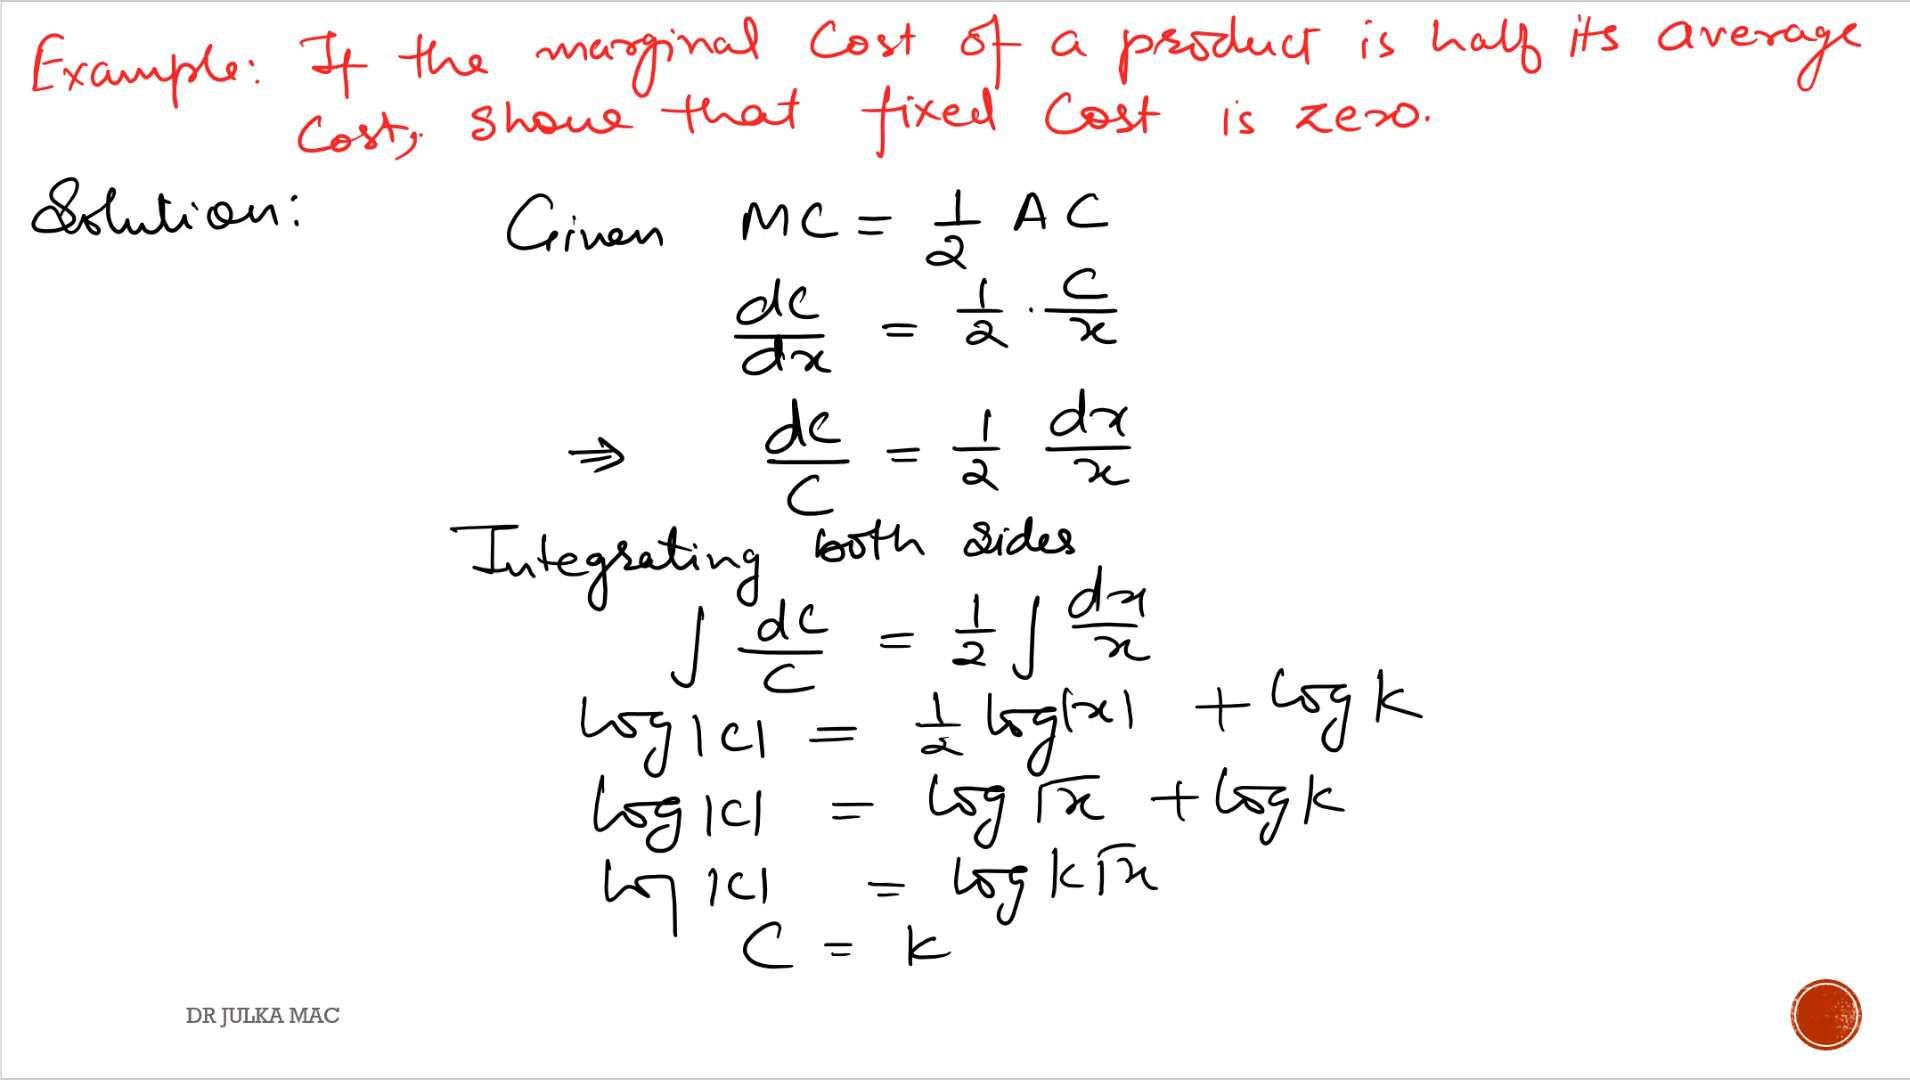 Example: If the marginal Cost of a product is half its average
Cost, show that fixed Cost is zero.
Solution: Given MC = 1/2 AC
dC/dx = 1/2 · C/x
⇒ dC/C = 1/2 dx/x
Integrating both sides
∫ dC/C = 1/2 ∫ dx/x
log|C| = 1/2 log|x| + log k
log|C| = log √x + log k
log|C| = log k√x
C = k
DR JULKA MAC